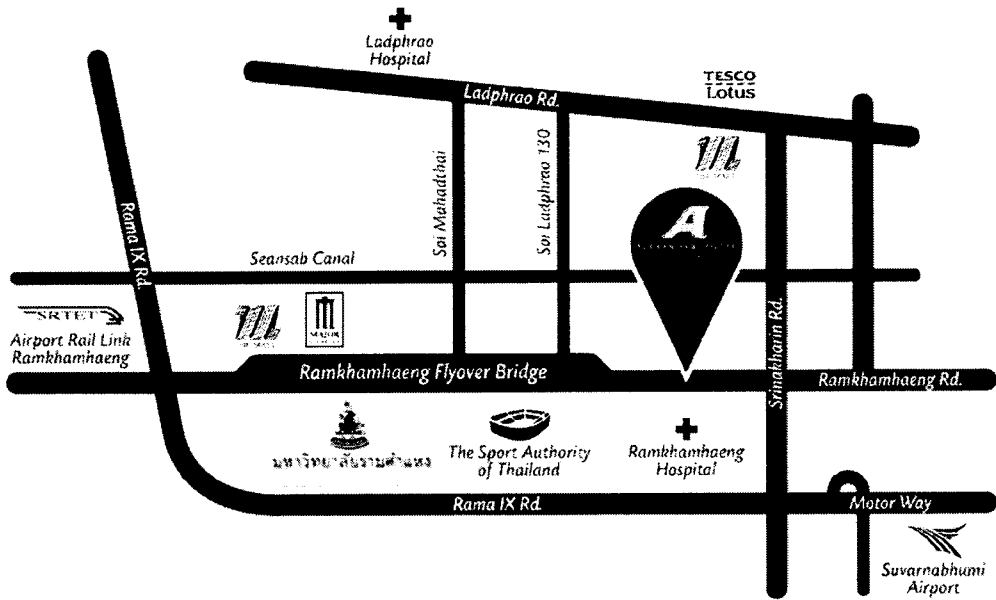 Ladphrao
Hospital
TESCO
Lotus
Ladphrao Rd.
Soi Mahadthai
Soi Ladphrao 130
Rama IX Rd.
Seansab Canal
A
SRTET
Airport Rail Link
Ramkhamhaeng
MAJOR
Srinakharin Rd.
Ramkhamhaeng Flyover Bridge
Ramkhamhaeng Rd.
มหาวิทยาลัยรามคำแหง
The Sport Authority
of Thailand
Ramkhamhaeng
Hospital
Rama IX Rd.
Motor Way
Suvarnabhumi
Airport